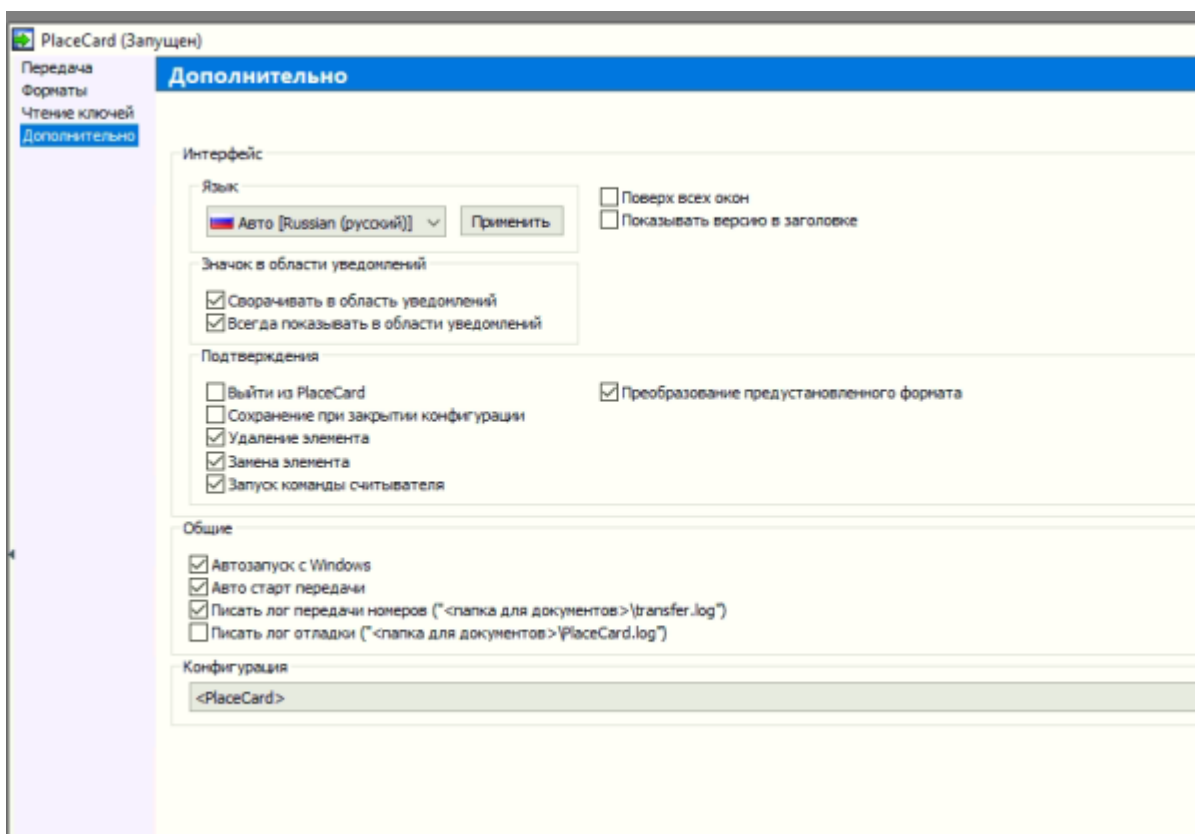 PlaceCard (Запущен)
Передача
Форматы
Чтение ключей
Дополнительно
Дополнительно
Интерфейс
Язык
Авто [Russian (русский)]
Применить
Поверх всех окон
Показывать версию в заголовке
Значок в области уведомлений
Сворачивать в область уведомлений
Всегда показывать в области уведомлений
Подтверждения
Выйти из PlaceCard
Преобразование предустановленного формата
Сохранение при закрытии конфигурации
Удаление элемента
Замена элемента
Запуск команды считывателя
Общие
Автозапуск с Windows
Авто старт передачи
Писать лог передачи номеров ("<папка для документов>\transfer.log")
Писать лог отладки ("<папка для документов>\PlaceCard.log")
Конфигурация
<PlaceCard>